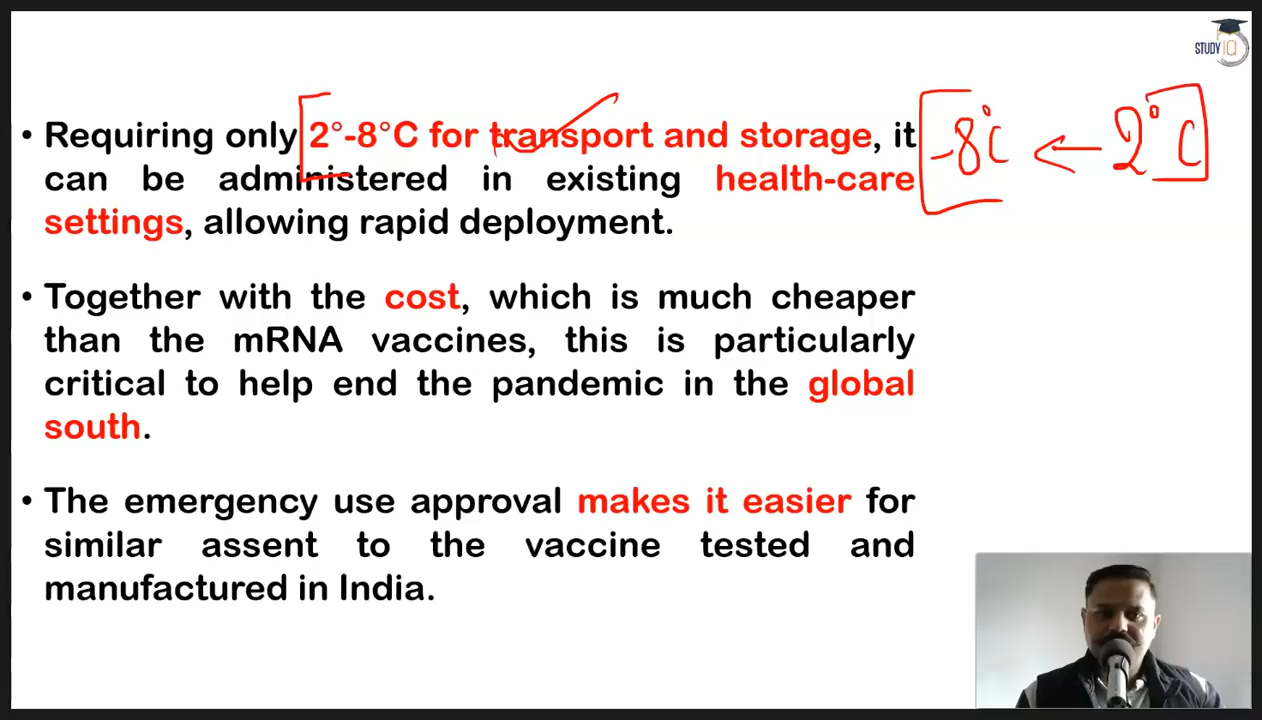 STUDY IQ
• Requiring only 2°-8°C for transport and storage, it
can be administered in existing health-care
settings, allowing rapid deployment.
-8°C ← 2°C
• Together with the cost, which is much cheaper
than the mRNA vaccines, this is particularly
critical to help end the pandemic in the global
south.
• The emergency use approval makes it easier for
similar assent to the vaccine tested and
manufactured in India.